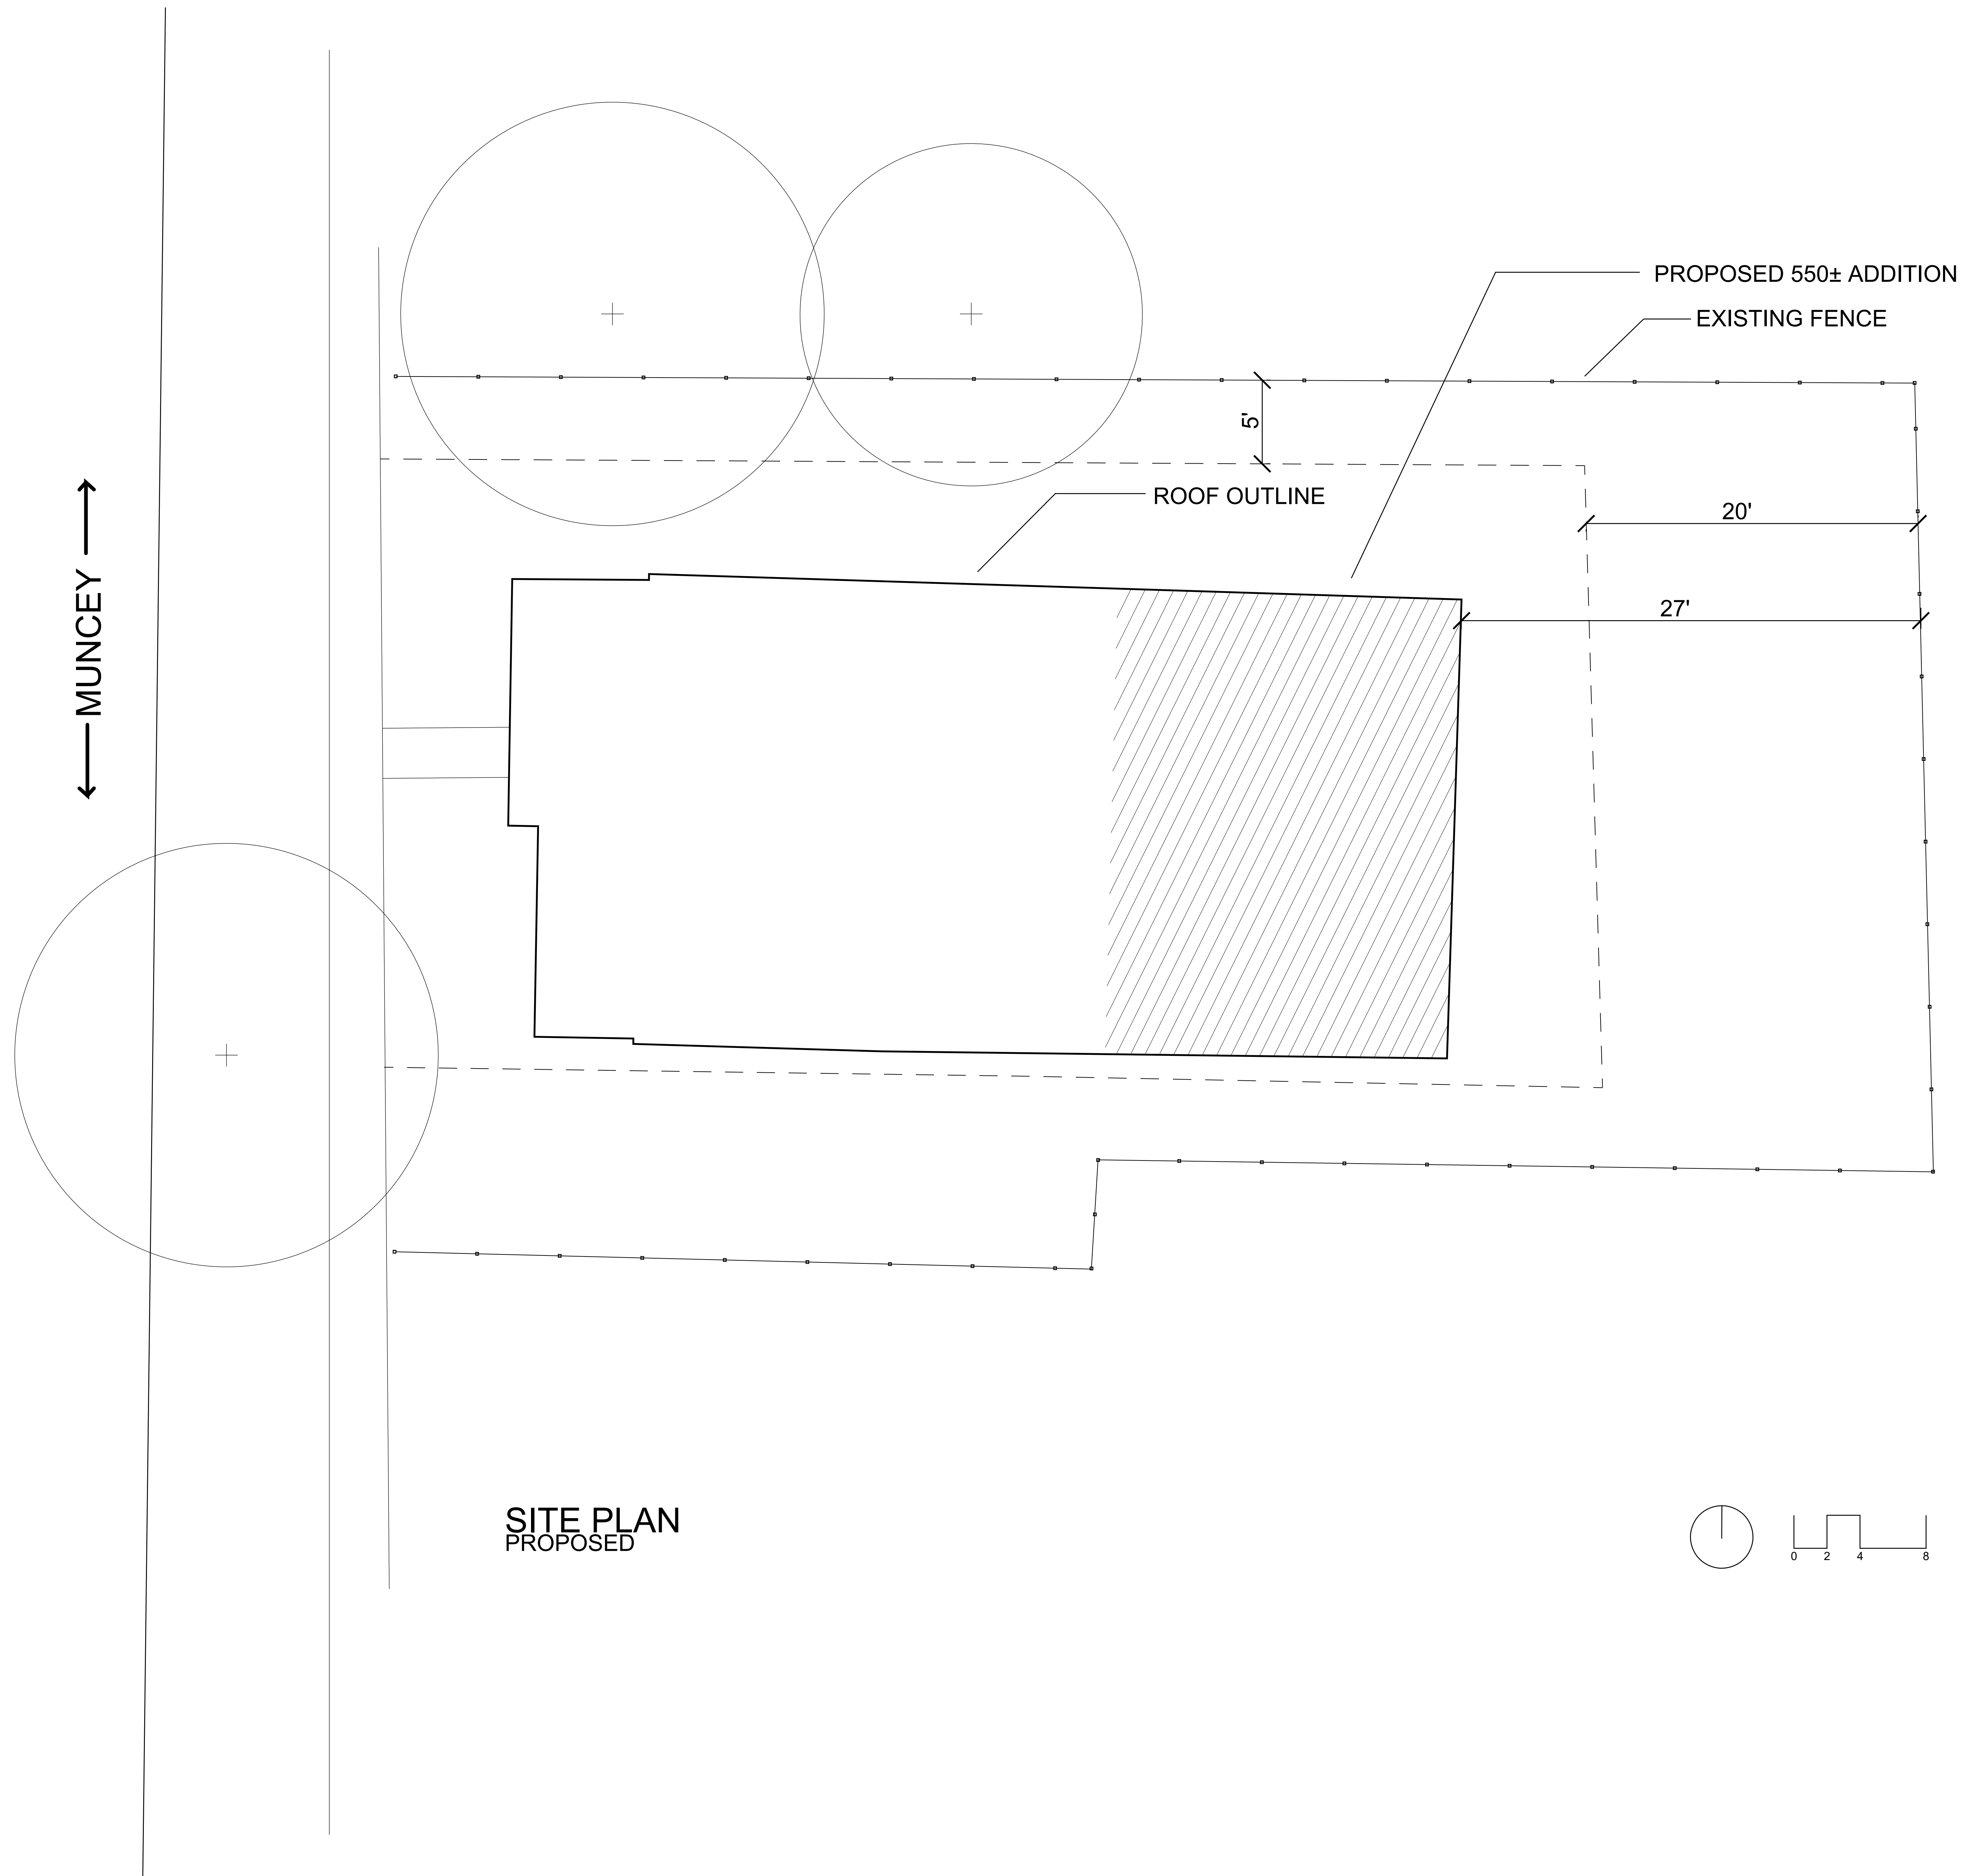 PROPOSED 550± ADDITION
EXISTING FENCE
5'
ROOF OUTLINE
20'
27'
MUNCEY
SITE PLAN
PROPOSED
0 2 4 8